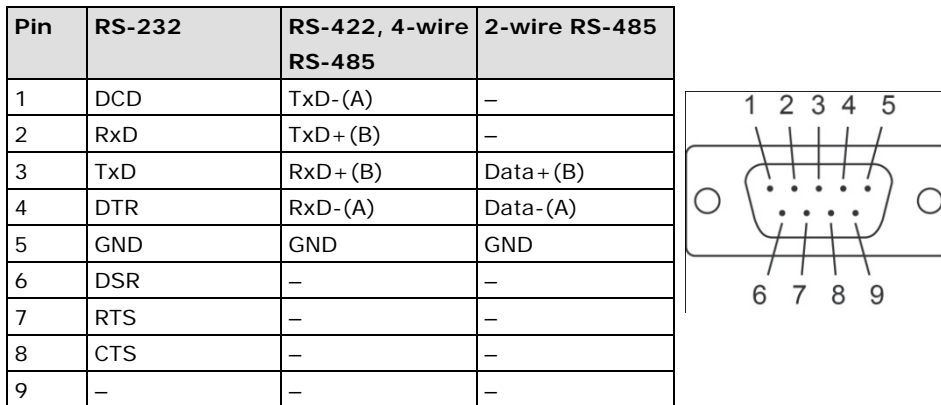 Pin RS-232 RS-422, 4-wire RS-485 2-wire RS-485
1 DCD TxD-(A) –
2 RxD TxD+(B) –
3 TxD RxD+(B) Data+(B)
4 DTR RxD-(A) Data-(A)
5 GND GND GND
6 DSR – –
7 RTS – –
8 CTS – –
9 – – –
1 2 3 4 5
6 7 8 9